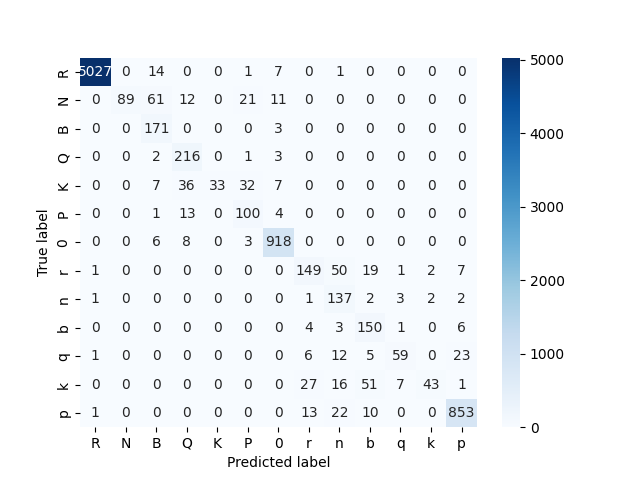 5000
R 5027 0 14 0 0 1 7 0 1 0 0 0 0
N 0 89 61 12 0 21 11 0 0 0 0 0 0
4000
B 0 0 171 0 0 0 3 0 0 0 0 0 0
Q 0 0 2 216 0 1 3 0 0 0 0 0 0
K 0 0 7 36 33 32 7 0 0 0 0 0 0
3000
P 0 0 1 13 0 100 4 0 0 0 0 0 0
True label
0 0 0 6 8 0 3 918 0 0 0 0 0 0
2000
r 1 0 0 0 0 0 0 149 50 19 1 2 7
n 1 0 0 0 0 0 0 1 137 2 3 2 2
b 0 0 0 0 0 0 0 4 3 150 1 0 6
1000
q 1 0 0 0 0 0 0 6 12 5 59 0 23
k 0 0 0 0 0 0 0 27 16 51 7 43 1
p 1 0 0 0 0 0 0 13 22 10 0 0 853
0
R N B Q K P 0 r n b q k p
Predicted label